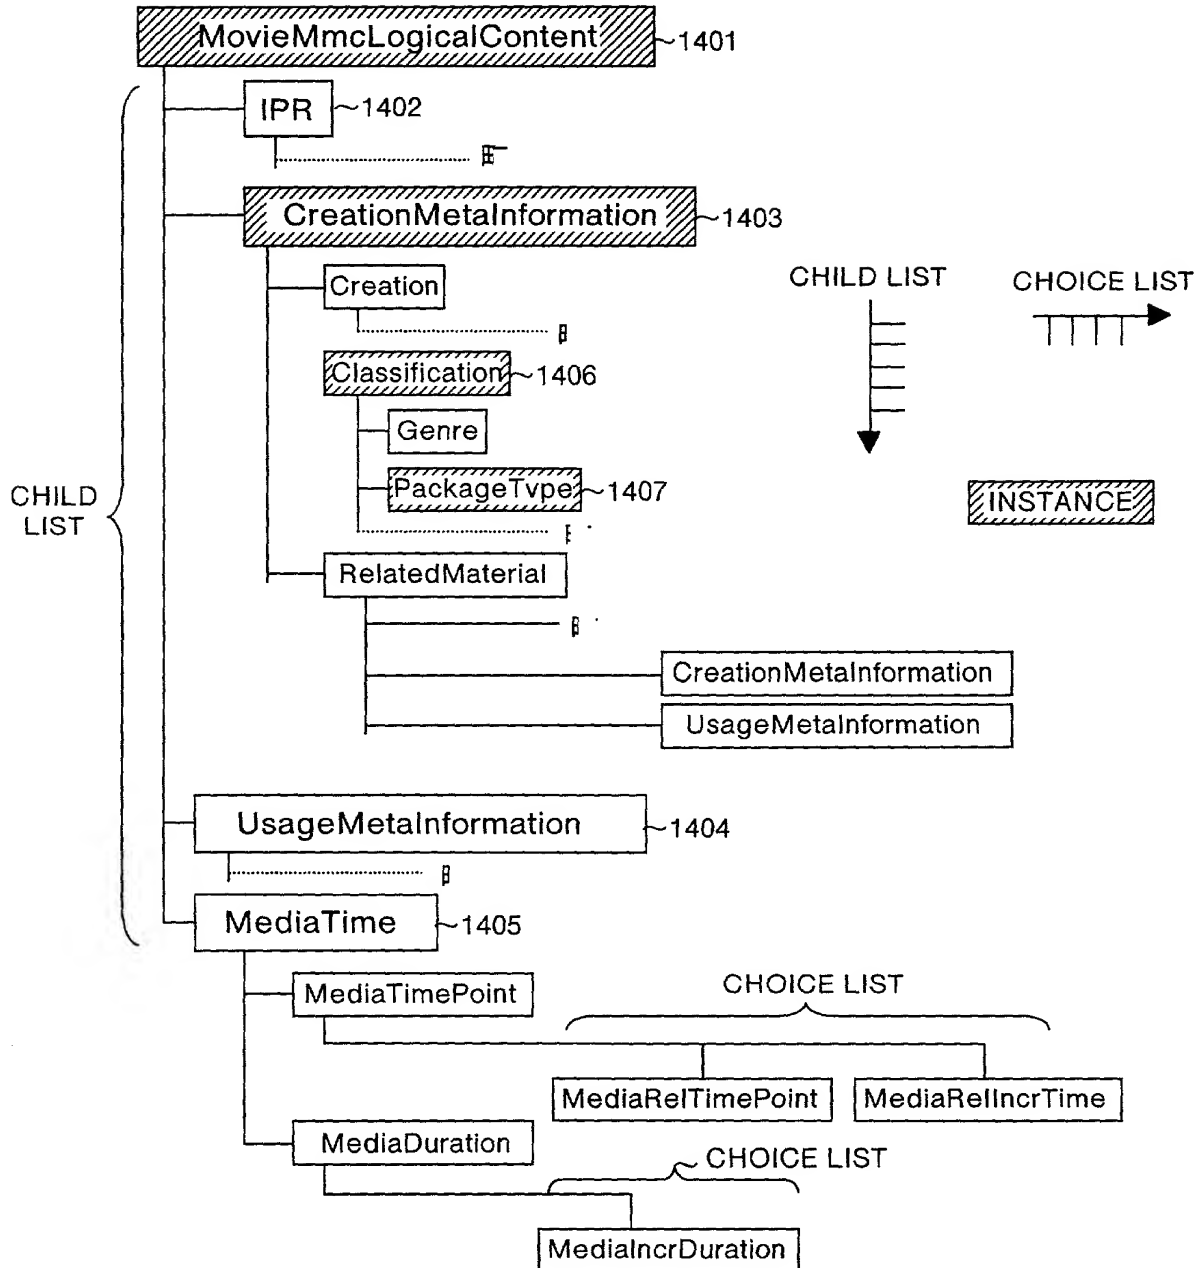 MovieMmcLogicalContent
1401
IPR
1402
CreationMetaInformation
1403
Creation
CHILD LIST
CHOICE LIST
Classification
1406
Genre
PackageType
1407
INSTANCE
CHILD
LIST
RelatedMaterial
CreationMetaInformation
UsageMetaInformation
UsageMetaInformation
1404
MediaTime
1405
MediaTimePoint
CHOICE LIST
MediaRelTimePoint
MediaRelIncrTime
MediaDuration
CHOICE LIST
MediaIncrDuration